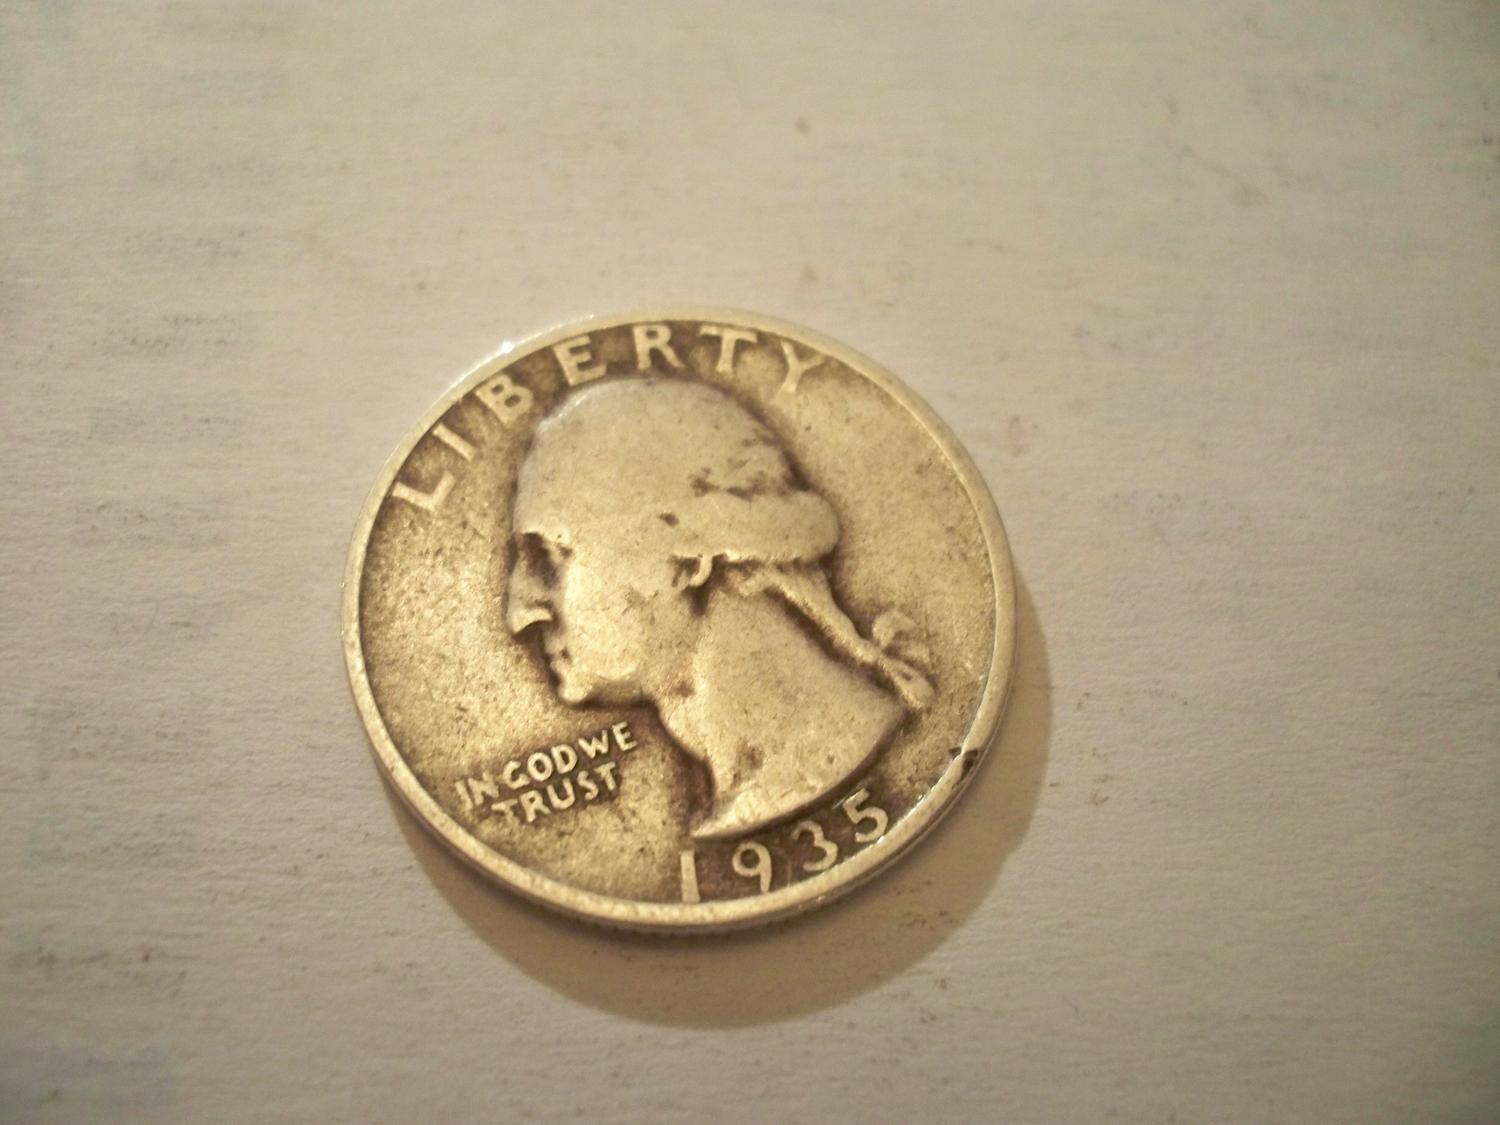 LIBERTY
IN GOD WE
TRUST
1935